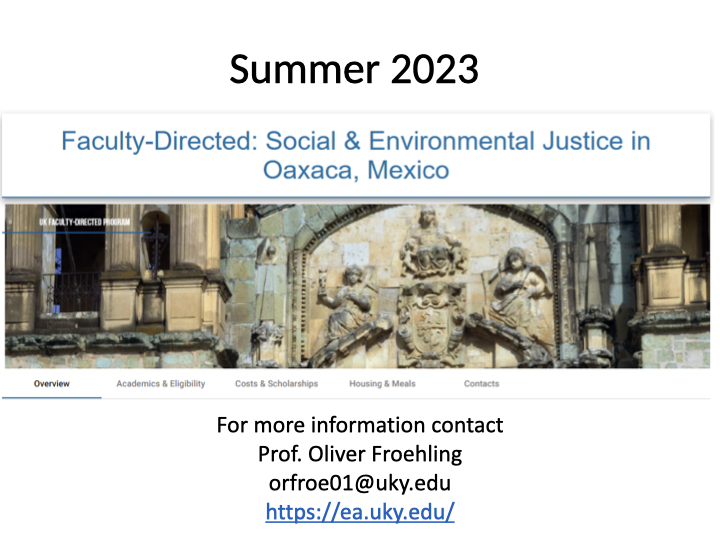 Summer 2023
Faculty-Directed: Social & Environmental Justice in
Oaxaca, Mexico
UK FACULTY-DIRECTED PROGRAM
Overview
Academics & Eligibility
Costs & Scholarships
Housing & Meals
Contacts
For more information contact
Prof. Oliver Froehling
orfroe01@uky.edu
https://ea.uky.edu/